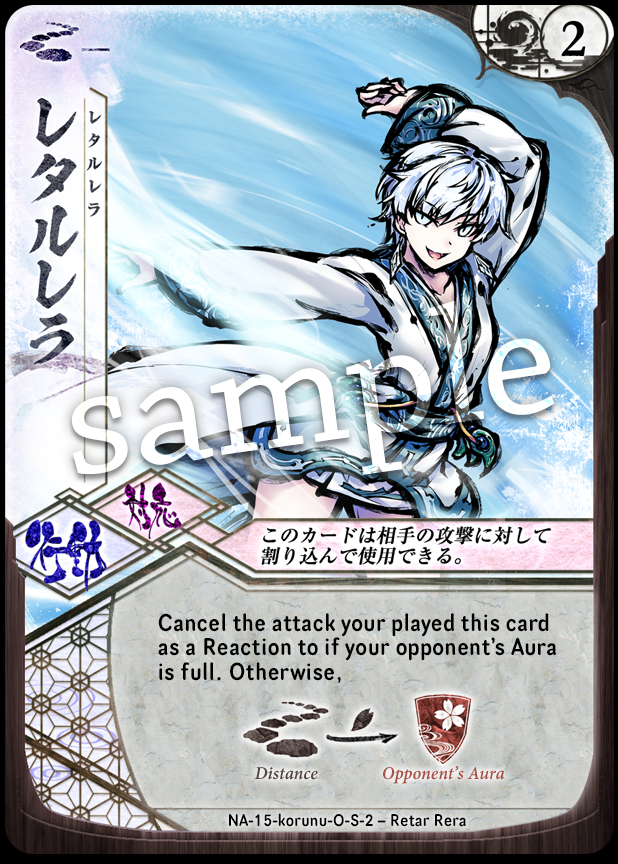 2
レタルレラ
レタルレラ
sample
対応
行動
このカードは相手の攻撃に対して
割り込んで使用できる。
Cancel the attack your played this card
as a Reaction to if your opponent's Aura
is full. Otherwise,
Distance
Opponent's Aura
NA-15-korunu-O-S-2 – Retar Rera